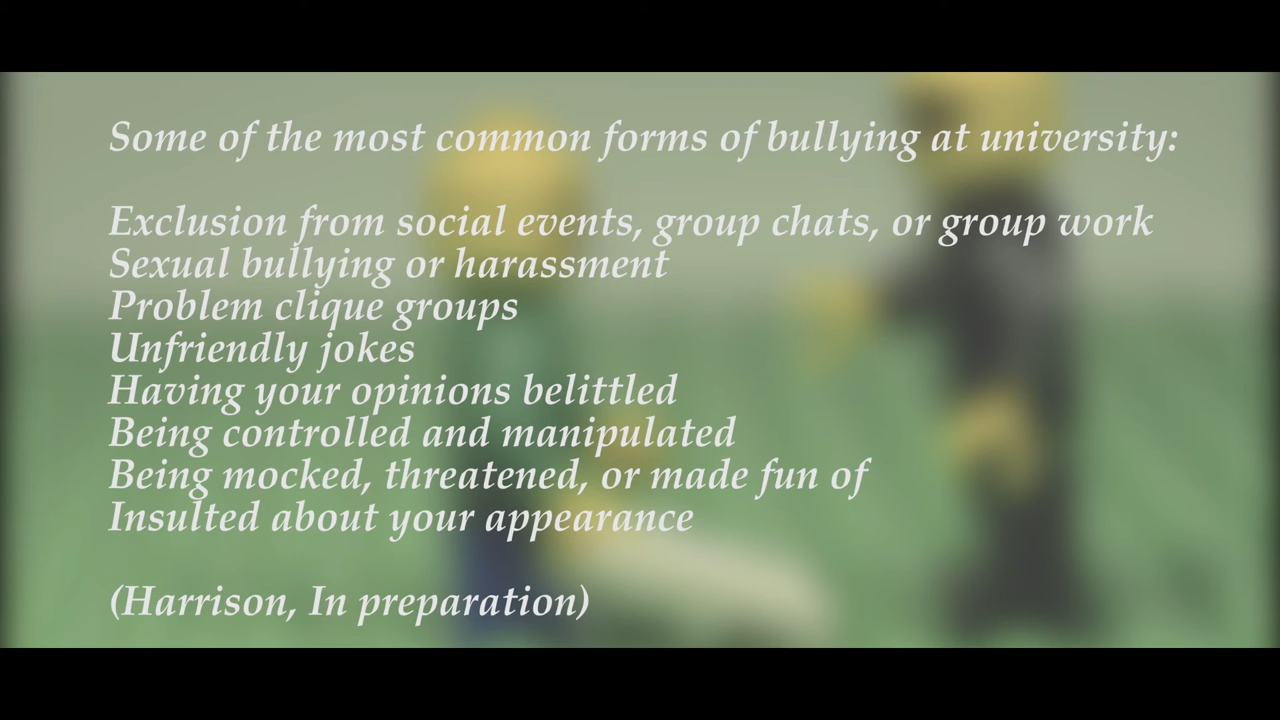 Some of the most common forms of bullying at university:
Exclusion from social events, group chats, or group work
Sexual bullying or harassment
Problem clique groups
Unfriendly jokes
Having your opinions belittled
Being controlled and manipulated
Being mocked, threatened, or made fun of
Insulted about your appearance
(Harrison, In preparation)